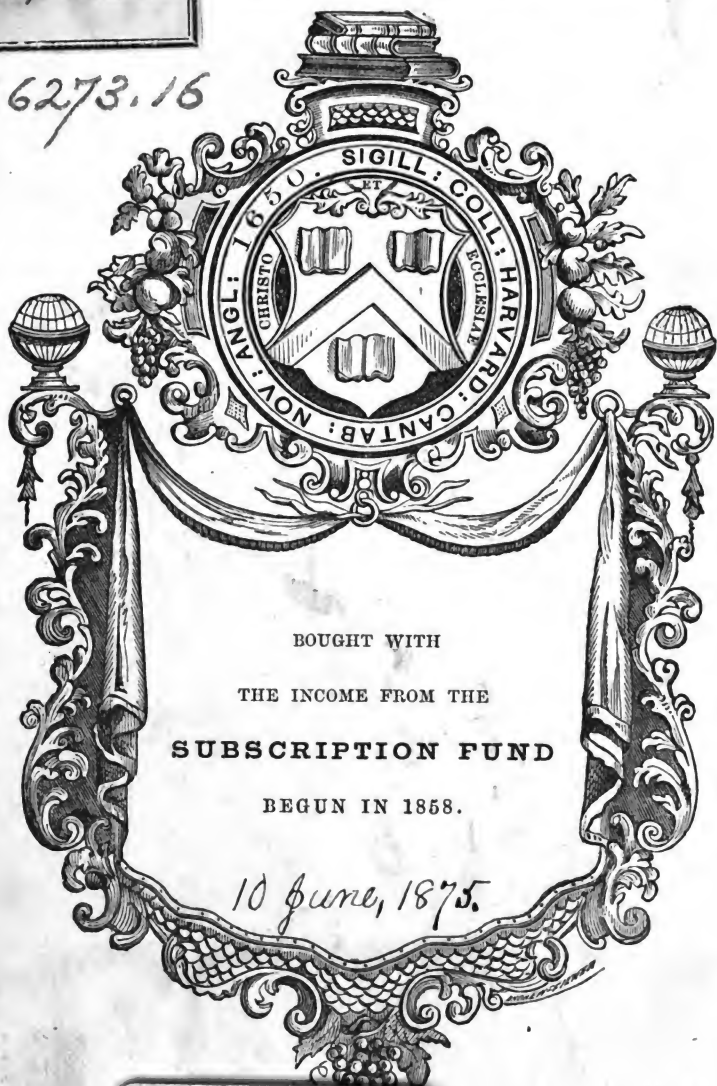 6273.16
SIGILL: COLL: HARVARD: CANTAB: NOV: ANGL: 1650.
ET
CHRISTO
ECCLESIAE
BOUGHT WITH
THE INCOME FROM THE
SUBSCRIPTION FUND
BEGUN IN 1858.
10 June, 1875.